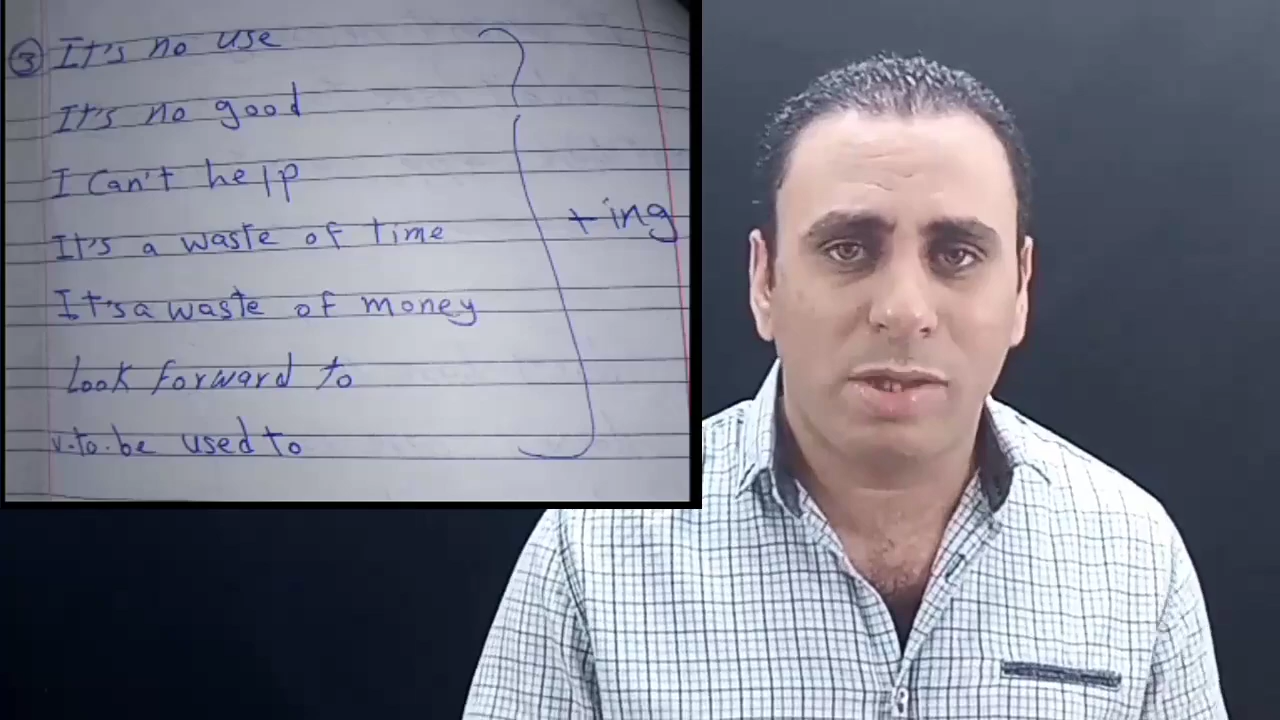 3 It's no use
It's no good
I can't help
It's a waste of time
+ ing
It's a waste of money
Look forward to
v.to.be used to